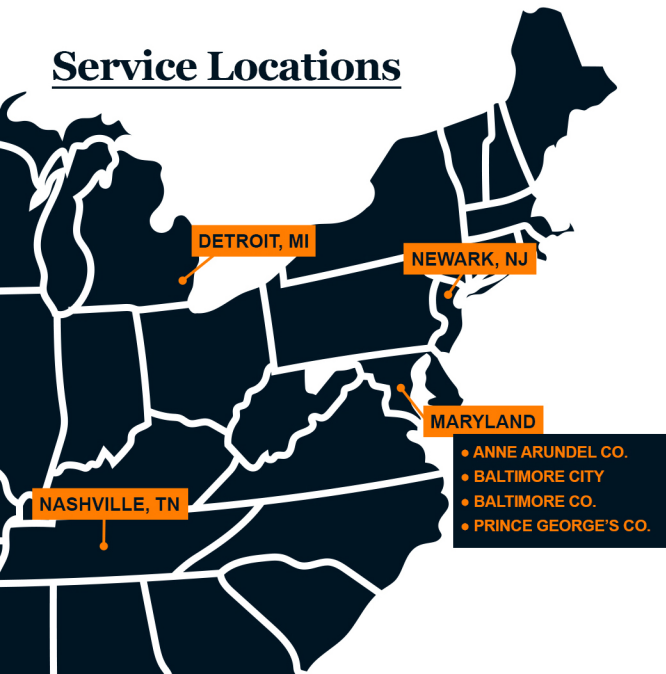 Service Locations
DETROIT, MI
NEWARK, NJ
MARYLAND
● ANNE ARUNDEL CO.
● BALTIMORE CITY
● BALTIMORE CO.
● PRINCE GEORGE’S CO.
NASHVILLE, TN